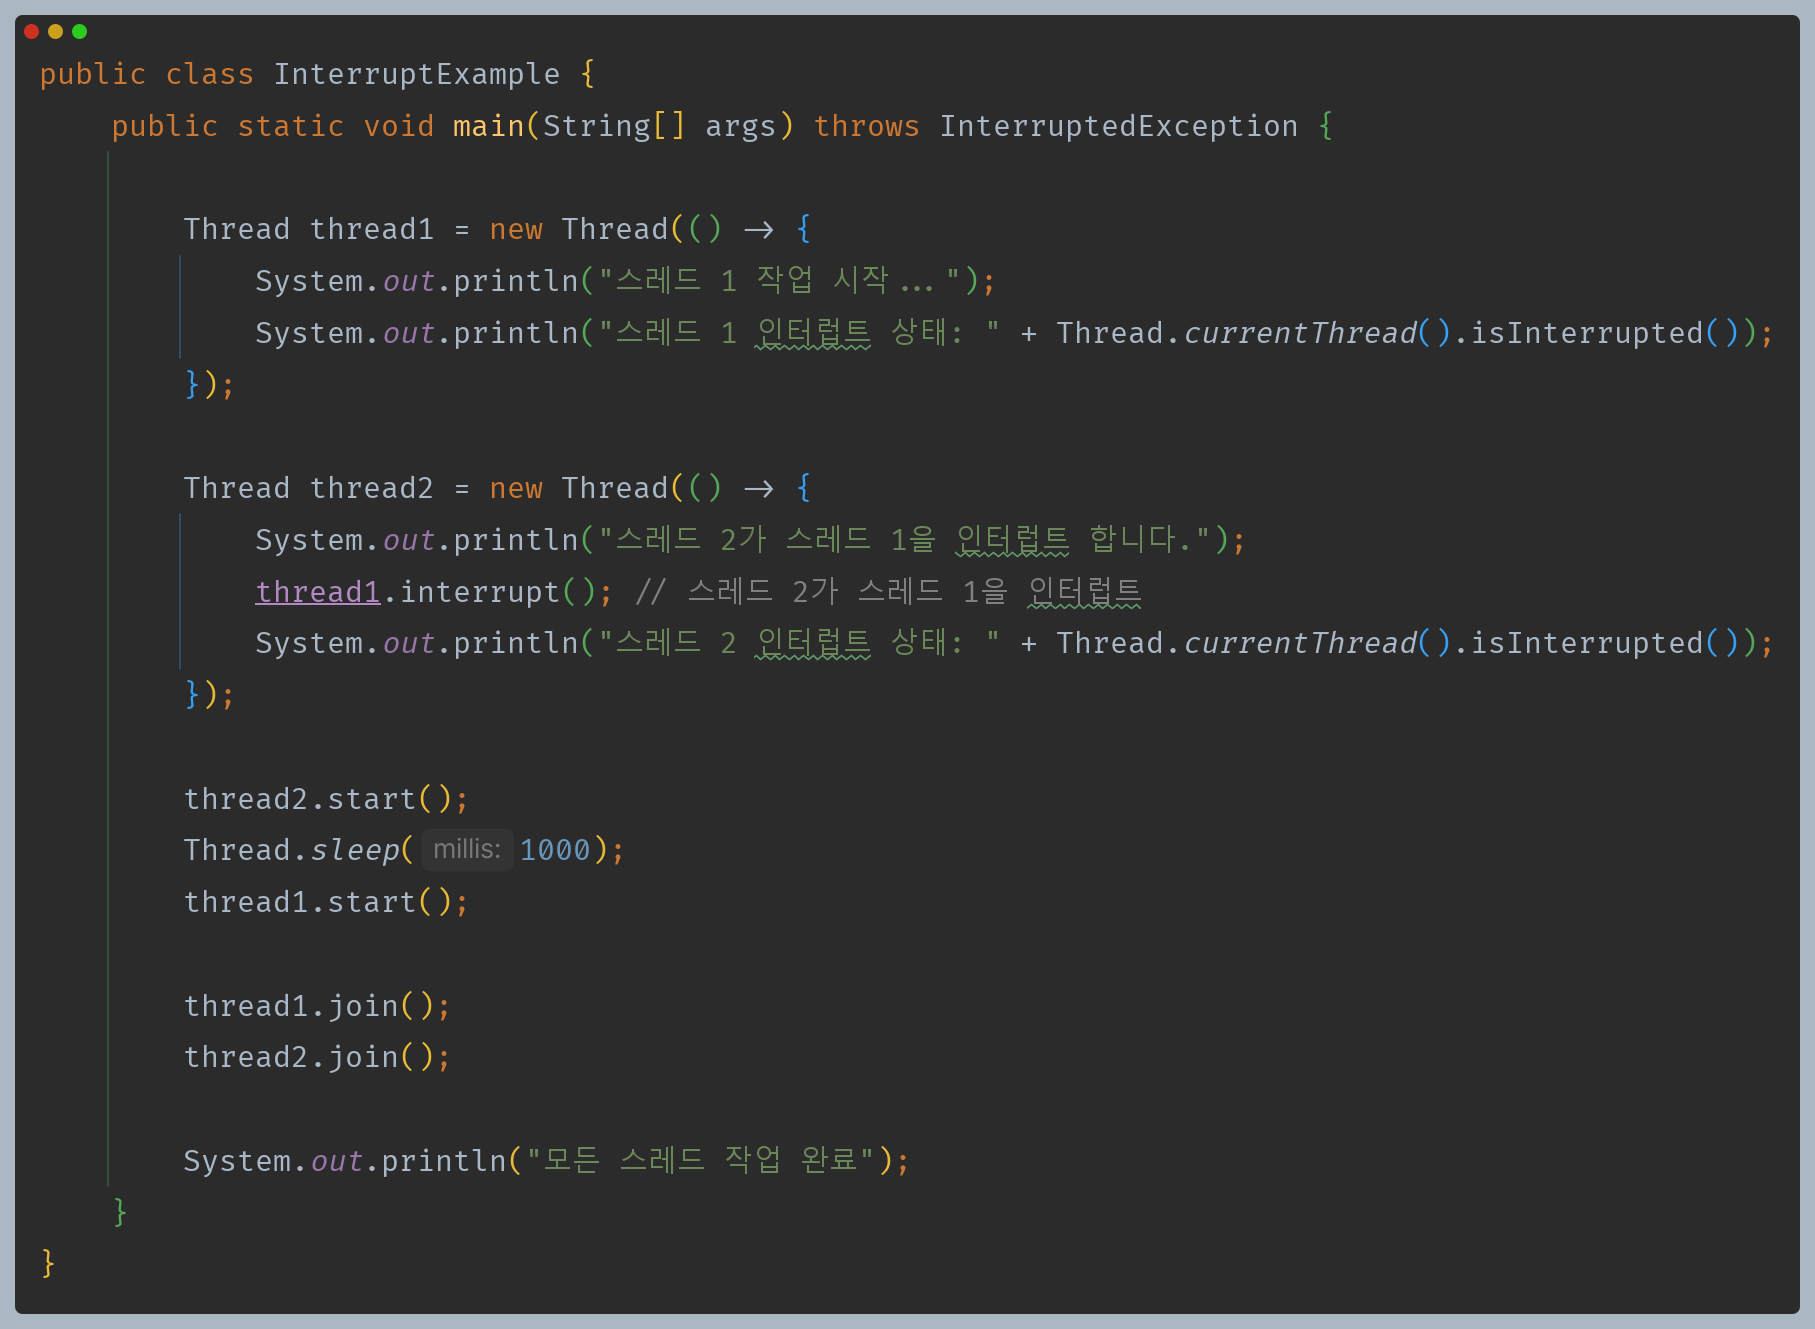 public class InterruptExample {
public static void main(String[] args) throws InterruptedException {
Thread thread1 = new Thread(() -> {
System.out.println("스레드 1 작업 시작...");
System.out.println("스레드 1 인터럽트 상태: " + Thread.currentThread().isInterrupted());
});
Thread thread2 = new Thread(() -> {
System.out.println("스레드 2가 스레드 1을 인터럽트 합니다.");
thread1.interrupt(); // 스레드 2가 스레드 1을 인터럽트
System.out.println("스레드 2 인터럽트 상태: " + Thread.currentThread().isInterrupted());
});
thread2.start();
Thread.sleep( millis: 1000);
thread1.start();
thread1.join();
thread2.join();
System.out.println("모든 스레드 작업 완료");
}
}